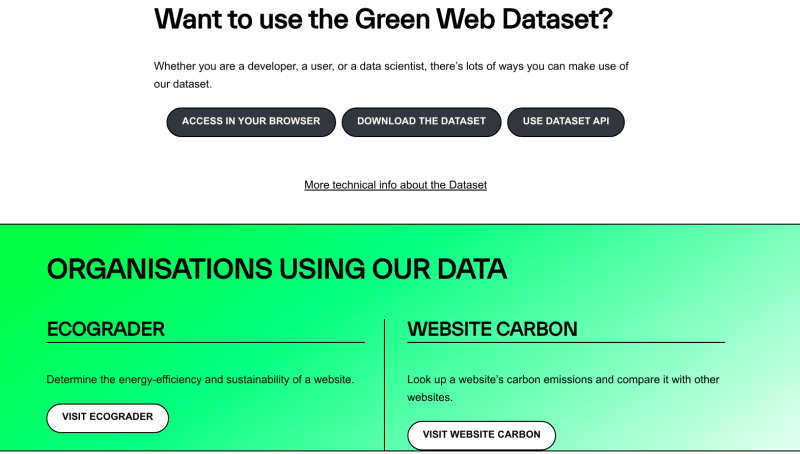 Want to use the Green Web Dataset?
Whether you are a developer, a user, or a data scientist, there's lots of ways you can make use of
our dataset.
ACCESS IN YOUR BROWSER
DOWNLOAD THE DATASET
USE DATASET API
More technical info about the Dataset
ORGANISATIONS USING OUR DATA
ECOGRADER
Determine the energy-efficiency and sustainability of a website.
VISIT ECOGRADER
WEBSITE CARBON
Look up a website's carbon emissions and compare it with other
websites.
VISIT WEBSITE CARBON